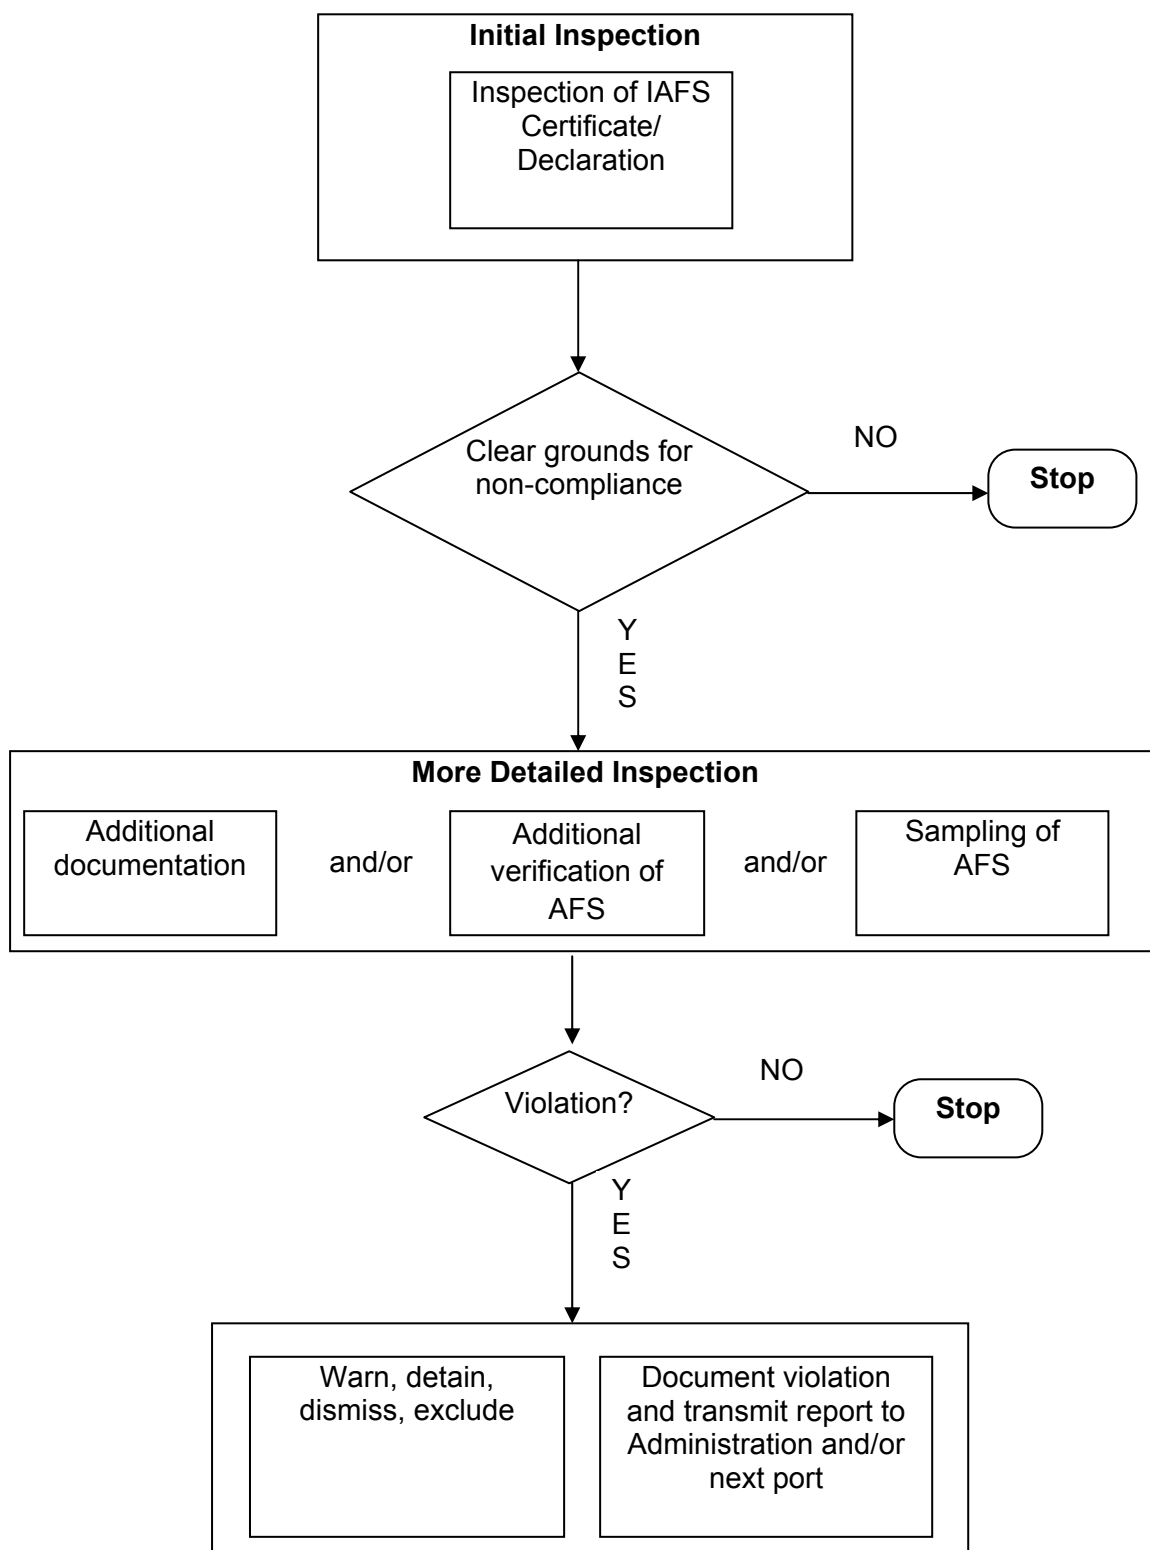 Initial Inspection
Inspection of IAFS
Certificate/
Declaration
Clear grounds for
non-compliance
NO
Stop
Y
E
S
More Detailed Inspection
Additional
documentation
and/or
Additional
verification of
AFS
and/or
Sampling of
AFS
Violation?
NO
Stop
Y
E
S
Warn, detain,
dismiss, exclude
Document violation
and transmit report to
Administration and/or
next port